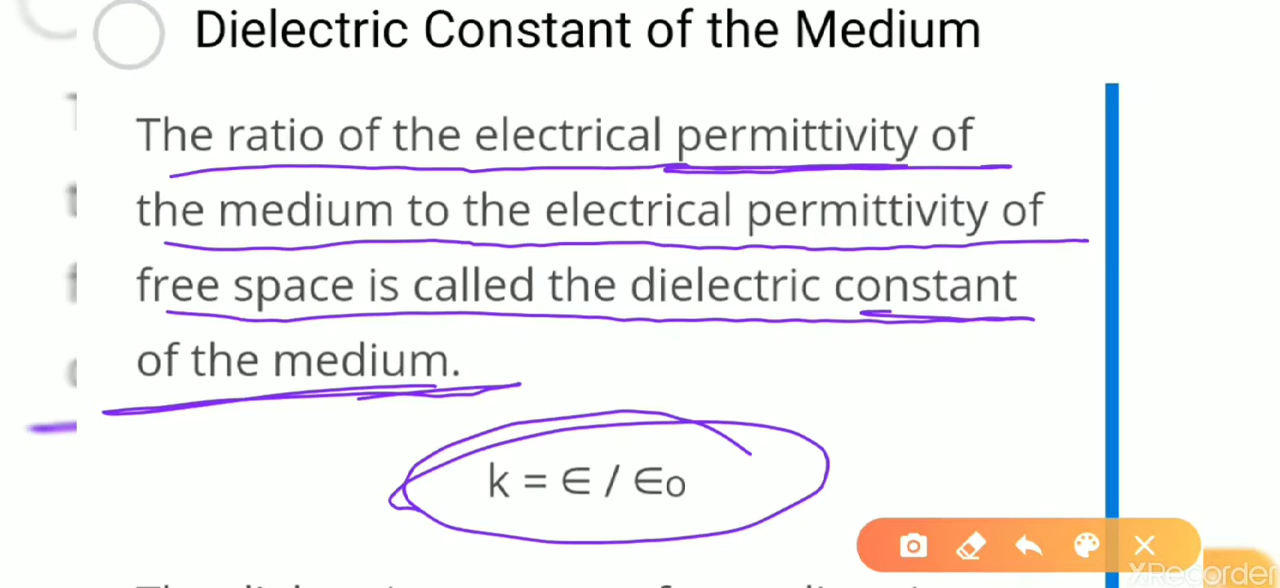 Dielectric Constant of the Medium
The ratio of the electrical permittivity of
the medium to the electrical permittivity of
free space is called the dielectric constant
of the medium.
k = ∈ / ∈o
XRecorder